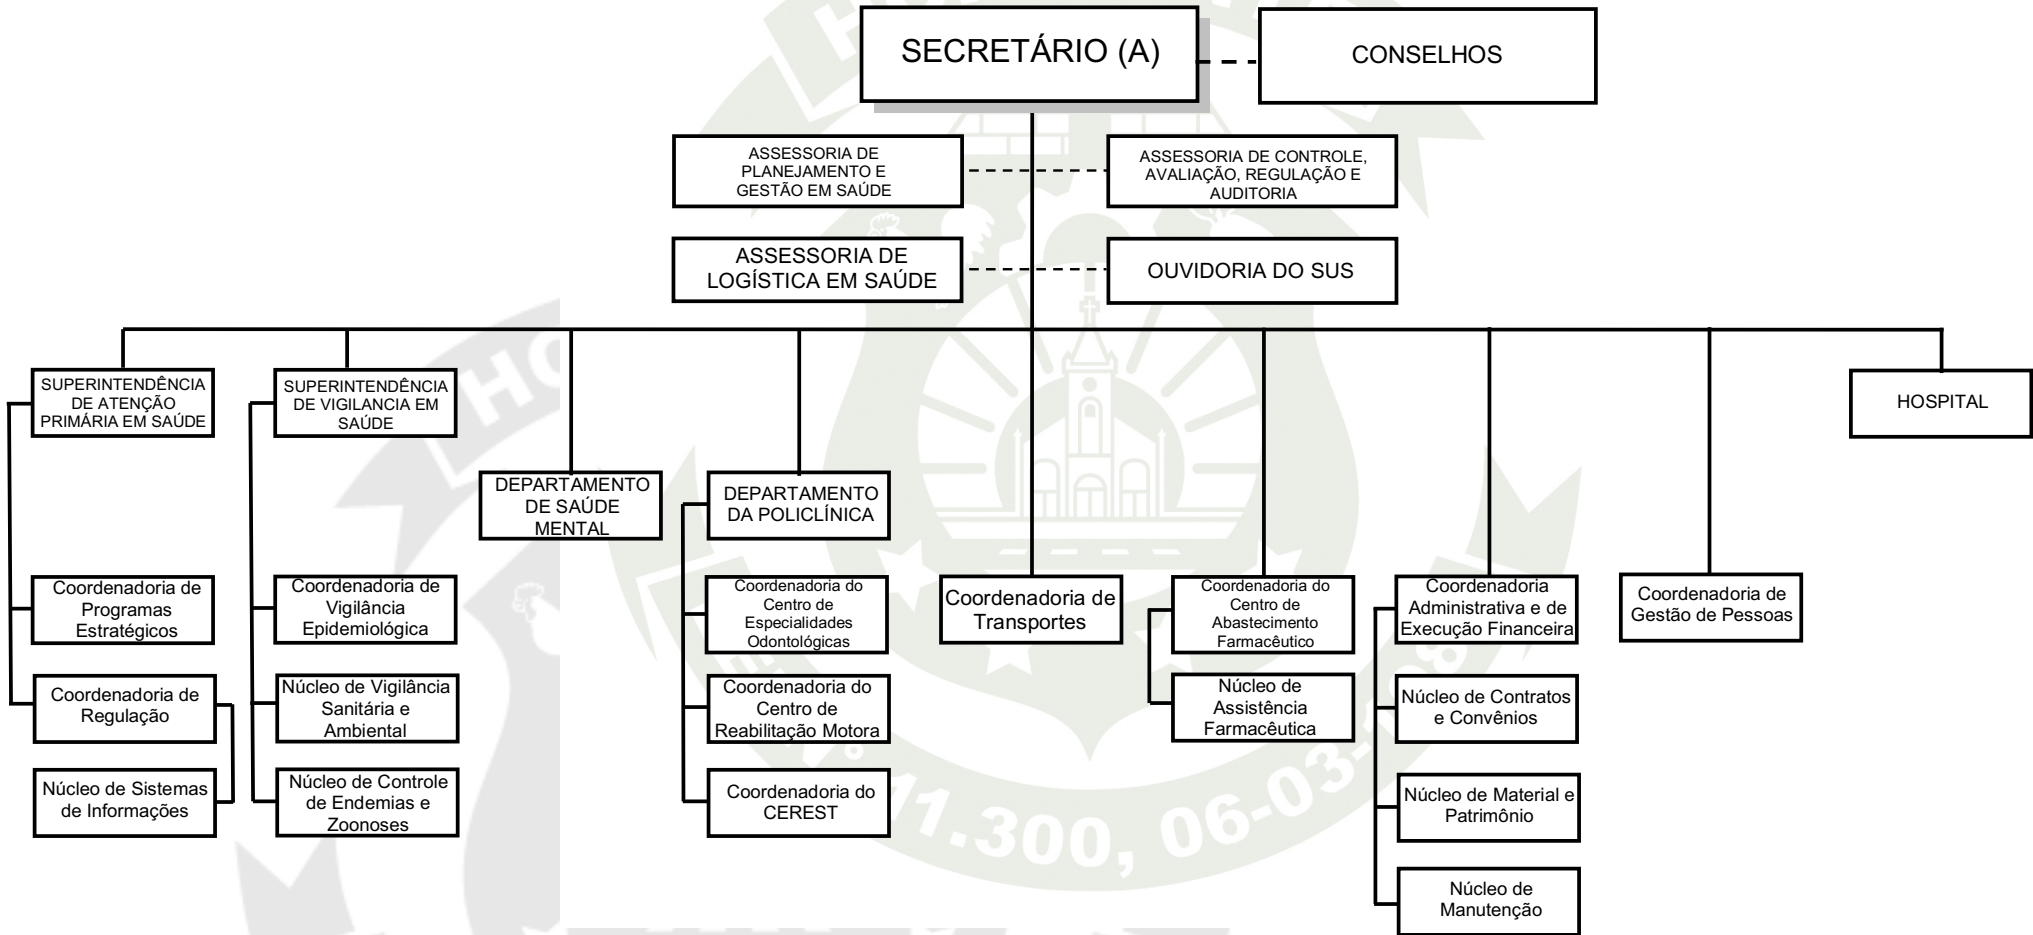 SECRETÁRIO (A)
CONSELHOS
ASSESSORIA DE
PLANEJAMENTO E
GESTÃO EM SAÚDE
ASSESSORIA DE CONTROLE,
AVALIAÇÃO, REGULAÇÃO E
AUDITORIA
ASSESSORIA DE
LOGÍSTICA EM SAÚDE
OUVIDORIA DO SUS
SUPERINTENDÊNCIA
DE ATENÇÃO
PRIMÁRIA EM SAÚDE
SUPERINTENDÊNCIA
DE VIGILANCIA EM
SAÚDE
HOSPITAL
DEPARTAMENTO
DE SAÚDE
MENTAL
DEPARTAMENTO
DA POLICLÍNICA
Coordenadoria de
Programas
Estratégicos
Coordenadoria de
Vigilância
Epidemiológica
Coordenadoria do
Centro de
Especialidades
Odontológicas
Coordenadoria de
Transportes
Coordenadoria do
Centro de
Abastecimento
Farmacêutico
Coordenadoria
Administrativa e de
Execução Financeira
Coordenadoria de
Gestão de Pessoas
Coordenadoria de
Regulação
Núcleo de Vigilância
Sanitária e
Ambiental
Coordenadoria do
Centro de
Reabilitação Motora
Núcleo de
Assistência
Farmacêutica
Núcleo de Contratos
e Convênios
Núcleo de Sistemas
de Informações
Núcleo de Controle
de Endemias e
Zoonoses
Coordenadoria do
CEREST
Núcleo de Material e
Patrimônio
Núcleo de
Manutenção
11.300, 06-03-